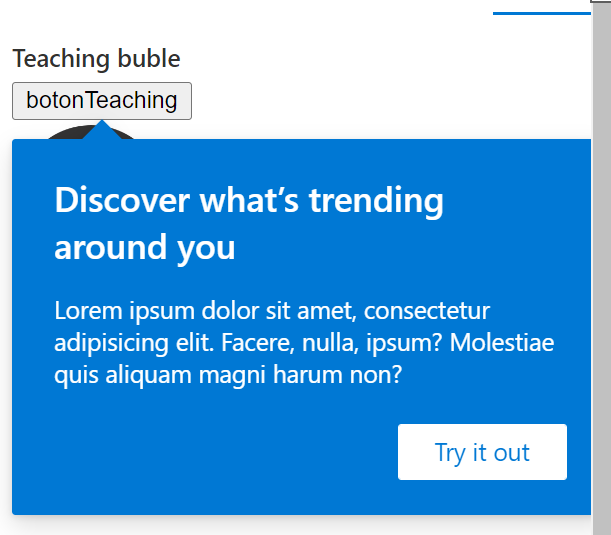 Teaching buble
botonTeaching
Discover what’s trending
around you
Lorem ipsum dolor sit amet, consectetur
adipisicing elit. Facere, nulla, ipsum? Molestiae
quis aliquam magni harum non?
Try it out